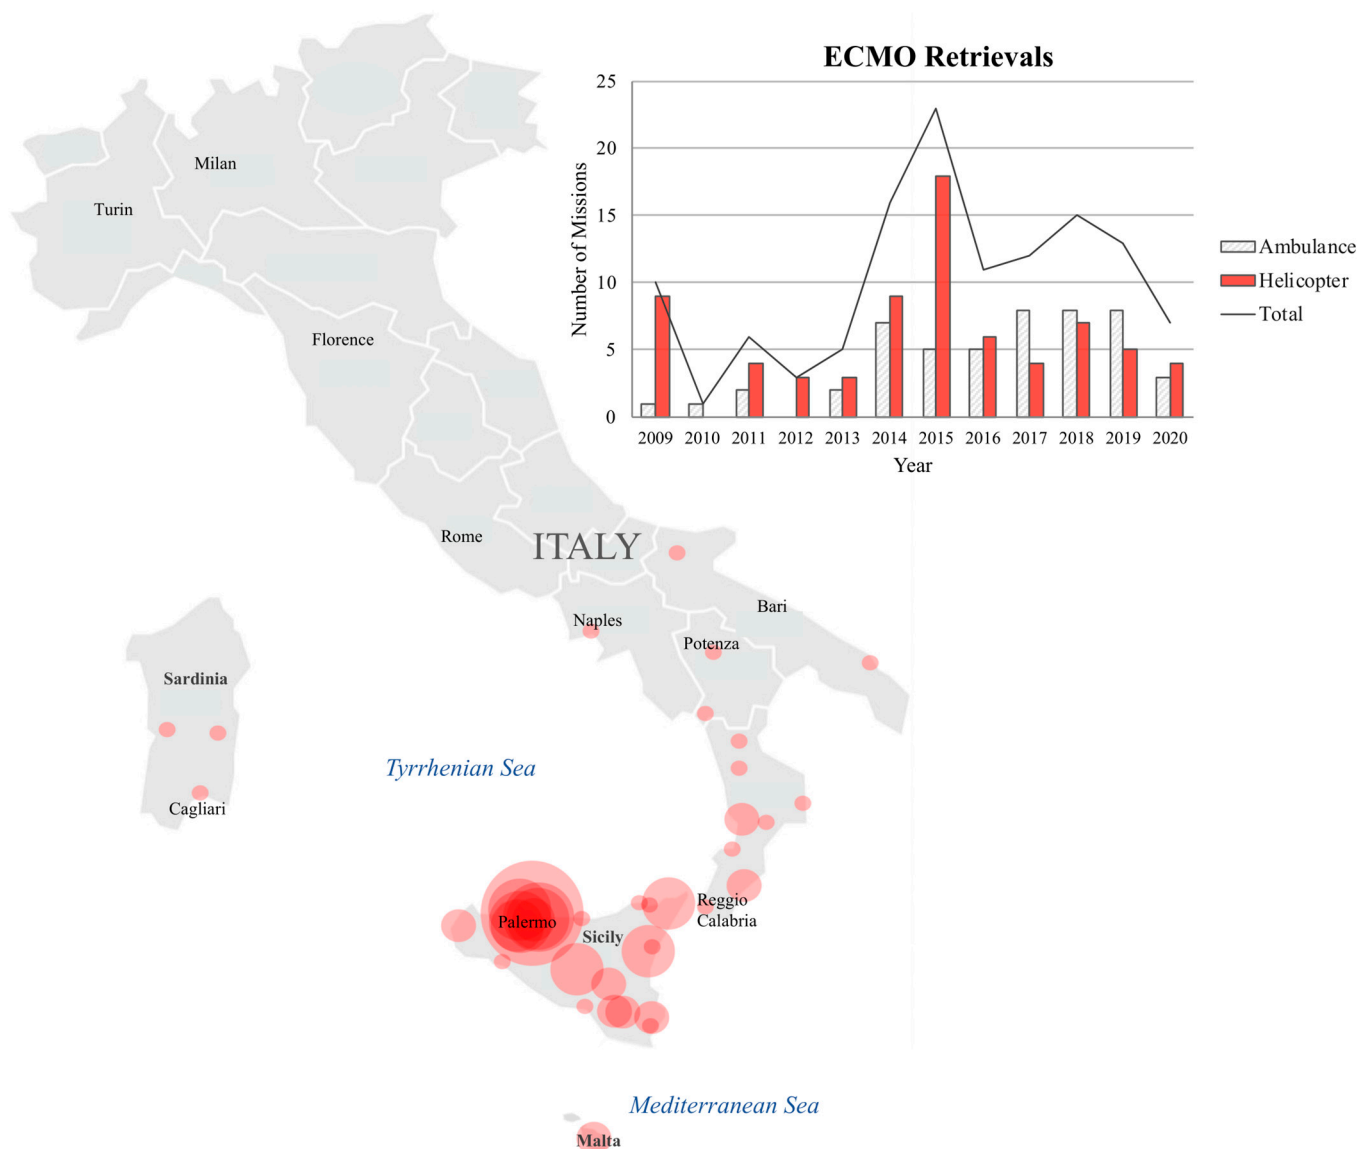 ECMO Retrievals
25
20
15
10
5
0
Number of Missions
2009 2010 2011 2012 2013 2014 2015 2016 2017 2018 2019 2020
Year
Ambulance
Helicopter
Total
Milan
Turin
Florence
Rome
ITALY
Bari
Naples
Potenza
Sardinia
Tyrrhenian Sea
Cagliari
Reggio
Calabria
Palermo
Sicily
Mediterranean Sea
Malta